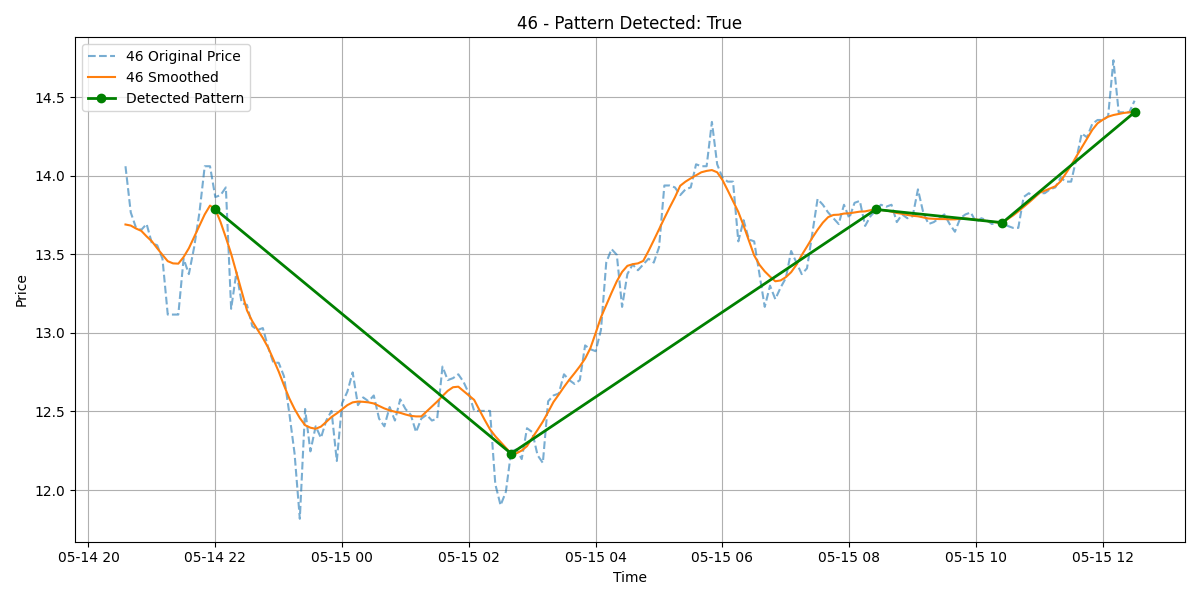 46 - Pattern Detected: True
46 Original Price
46 Smoothed
Detected Pattern
Price
14.5
14.0
13.5
13.0
12.5
12.0
05-14 20 05-14 22 05-15 00 05-15 02 05-15 04 05-15 06 05-15 08 05-15 10 05-15 12
Time